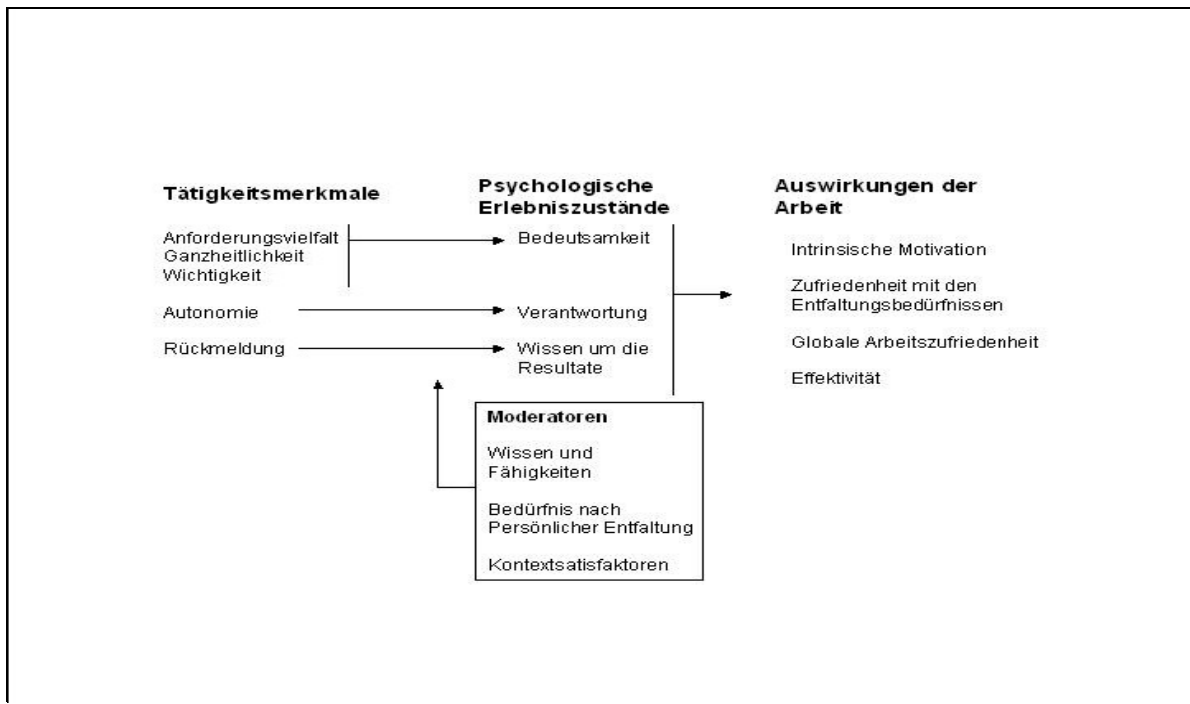 Tätigkeitsmerkmale
Anforderungsvielfalt
Ganzheitlichkeit
Wichtigkeit
Autonomie
Rückmeldung
Psychologische
Erlebniszustände
Bedeutsamkeit
Verantwortung
Wissen um die
Resultate
Moderatoren
Wissen und
Fähigkeiten
Bedürfnis nach
Persönlicher Entfaltung
Kontextsatisfaktoren
Auswirkungen der
Arbeit
Intrinsische Motivation
Zufriedenheit mit den
Entfaltungsbedürfnissen
Globale Arbeitszufriedenheit
Effektivität